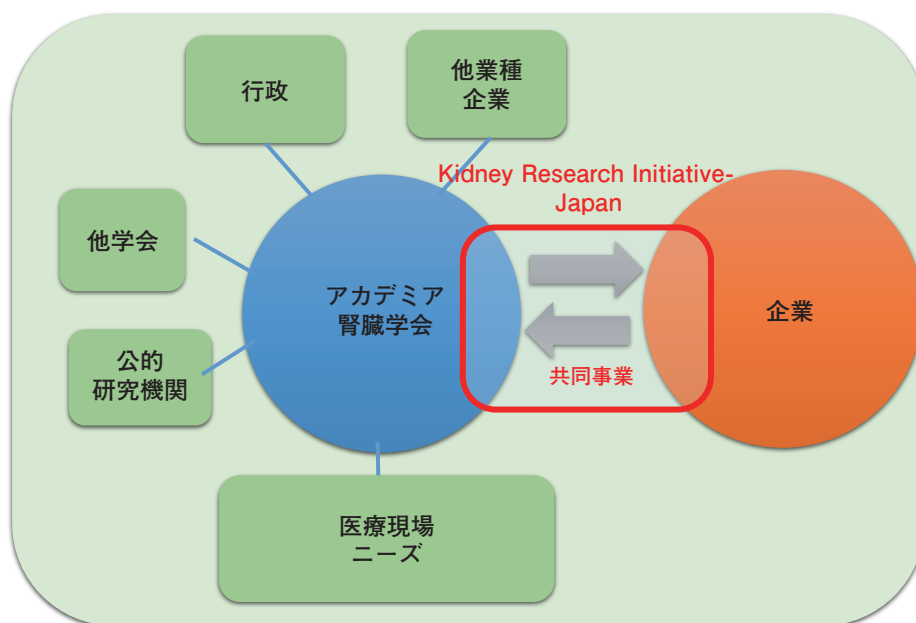 行政
他業種
企業
Kidney Research Initiative-
Japan
他学会
アカデミア
腎臓学会
企業
公的
研究機関
共同事業
医療現場
ニーズ